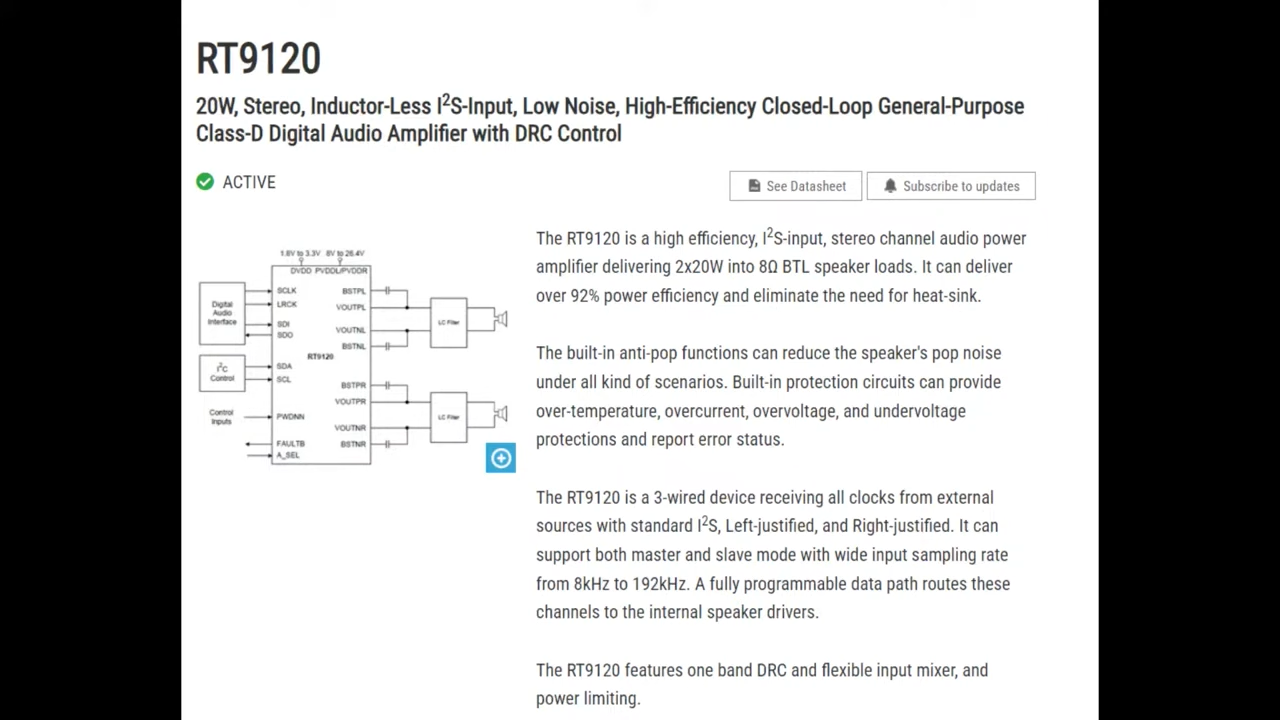 RT9120
20W, Stereo, Inductor-Less I²S-Input, Low Noise, High-Efficiency Closed-Loop General-Purpose
Class-D Digital Audio Amplifier with DRC Control
ACTIVE
See Datasheet
Subscribe to updates
1.8V to 3.3V 8V to 26.4V
DVDD PVDDL/PVDDR
Digital
Audio
Interface
SCLK
LRCK
SDI
SDO
I²C
Control
SDA
SCL
Control
Inputs
PWDNN
FAULTB
A_SEL
RT9120
BSTPL
VOUTPL
VOUTNL
BSTNL
LC Filter
BSTPR
VOUTPR
VOUTNR
BSTNR
LC Filter
The RT9120 is a high efficiency, I²S-input, stereo channel audio power
amplifier delivering 2x20W into 8Ω BTL speaker loads. It can deliver
over 92% power efficiency and eliminate the need for heat-sink.
The built-in anti-pop functions can reduce the speaker's pop noise
under all kind of scenarios. Built-in protection circuits can provide
over-temperature, overcurrent, overvoltage, and undervoltage
protections and report error status.
The RT9120 is a 3-wired device receiving all clocks from external
sources with standard I²S, Left-justified, and Right-justified. It can
support both master and slave mode with wide input sampling rate
from 8kHz to 192kHz. A fully programmable data path routes these
channels to the internal speaker drivers.
The RT9120 features one band DRC and flexible input mixer, and
power limiting.